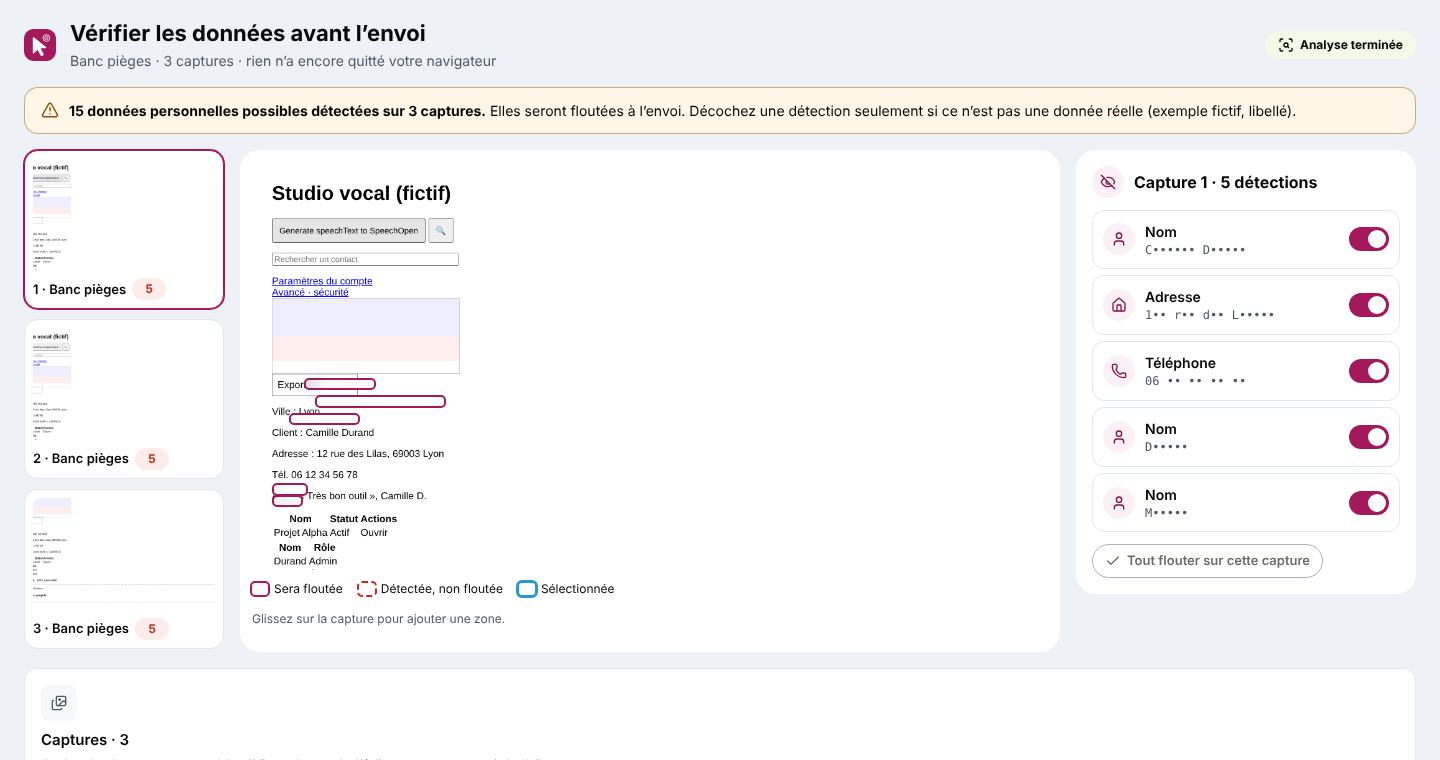 Vérifier les données avant l’envoi
Banc pièges · 3 captures · rien n’a encore quitté votre navigateur
Analyse terminée
15 données personnelles possibles détectées sur 3 captures. Elles seront floutées à l’envoi. Décochez une détection seulement si ce n’est pas une donnée réelle (exemple fictif, libellé).
1 · Banc pièges 5
2 · Banc pièges 5
3 · Banc pièges 5
Studio vocal (fictif)
Generate speechText to SpeechOpen
Rechercher un contact
Paramètres du compte
Avancé · sécurité
Expor
Ville : Lyon
Client : Camille Durand
Adresse : 12 rue des Lilas, 69003 Lyon
Tél. 06 12 34 56 78
Très bon outil », Camille D.
Nom Statut Actions
Projet Alpha Actif Ouvrir
Nom Rôle
Durand Admin
Sera floutée
Détectée, non floutée
Sélectionnée
Glissez sur la capture pour ajouter une zone.
Capture 1 · 5 détections
Nom
C•••••• D•••••
Adresse
1•• r•• d•• L•••••
Téléphone
06 •• •• •• ••
Nom
D•••••
Nom
M•••••
Tout flouter sur cette capture
Captures · 3